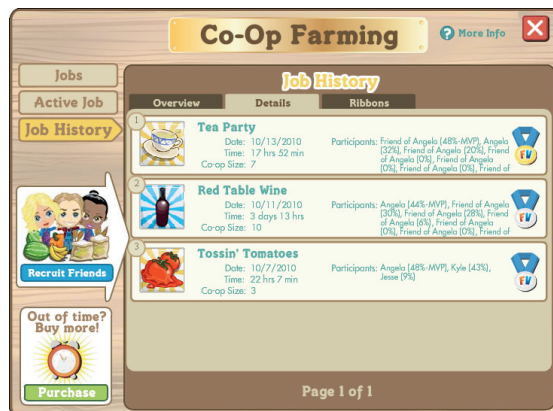 Co-Op Farming
? More Info
X
Jobs
Active Job
Job History
Job History
Overview
Details
Ribbons
1
Tea Party
Date: 10/13/2010
Time: 17 hrs 52 min
Co-op Size: 7
Participants: Friend of Angela (48%-MVP), Angela
(32%), Friend of Angela (20%), Friend
of Angela (0%), Friend of Angela
(0%), Friend of Angela (0%), Friend of
FV
2
Red Table Wine
Date: 10/11/2010
Time: 3 days 13 hrs
Co-op Size: 10
Participants: Angela (44%-MVP), Friend of Angela
(30%), Friend of Angela (28%), Friend
of Angela (6%), Friend of Angela
(0%), Friend of Angela (0%), Friend of
FV
3
Tossin' Tomatoes
Date: 10/7/2010
Time: 22 hrs 7 min
Co-op Size: 3
Participants: Angela (48%-MVP), Kyle (43%),
Jesse (9%)
FV
Recruit Friends
Out of time?
Buy more!
Purchase
Page 1 of 1